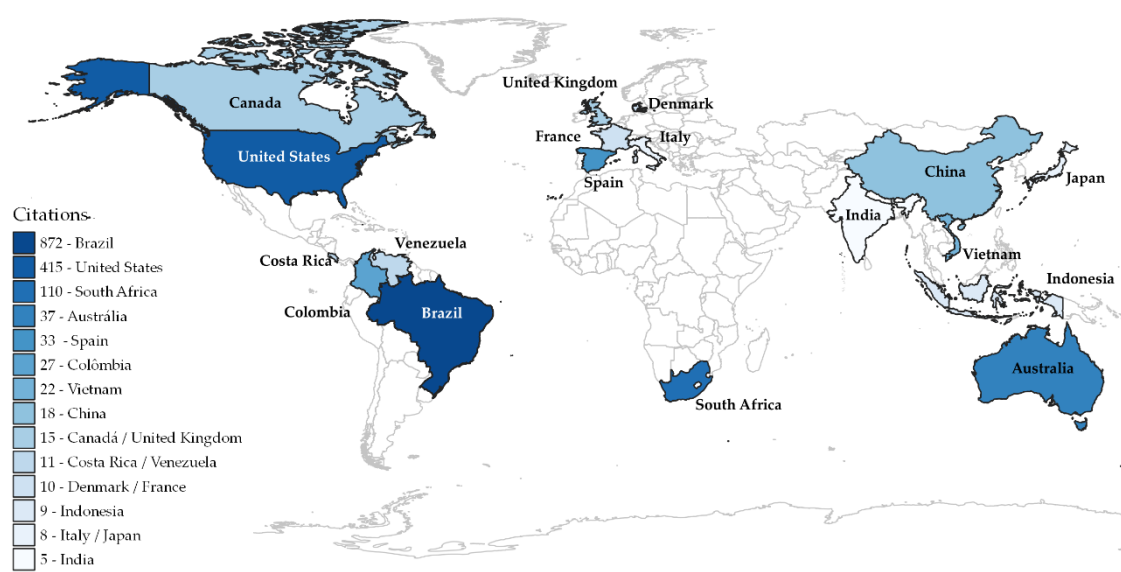 United Kingdom
Canada
Denmark
France
Italy
United States
China
Spain
Japan
India
Citations
Venezuela
872 - Brazil
Costa Rica
Vietnam
415 - United States
Indonesia
110 - South Africa
Colombia
Brazil
37 - Austrália
33 - Spain
27 - Colômbia
Australia
22 - Vietnam
South Africa
18 - China
15 - Canadá / United Kingdom
11 - Costa Rica / Venezuela
10 - Denmark / France
9 - Indonesia
8 - Italy / Japan
5 - India